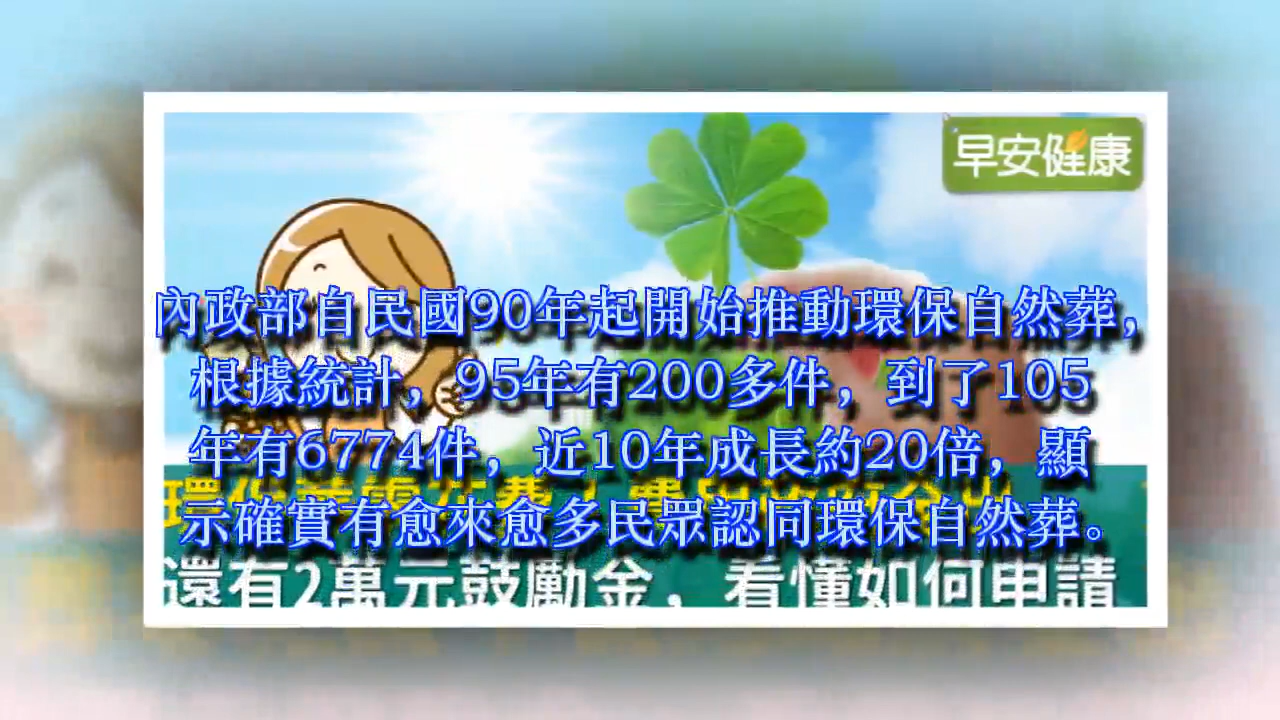 早安健康
內政部自民國90年起開始推動環保自然葬，
根據統計，95年有200多件，到了105
年有6774件，近10年成長約20倍，顯
示確實有愈來愈多民眾認同環保自然葬。
還有2萬元鼓勵金，看懂如何申請